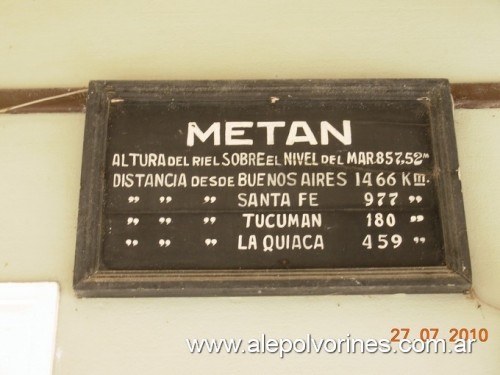 METAN
ALTURA DEL RIEL SOBRE EL NIVEL DEL MAR 857,52 m
DISTANCIA DESDE BUENOS AIRES 1466 Km.
" " " SANTA FE 977 "
" " " TUCUMAN 180 "
" " " LA QUIACA 459 "
27 07 2010
www.alepolvorines.com.ar